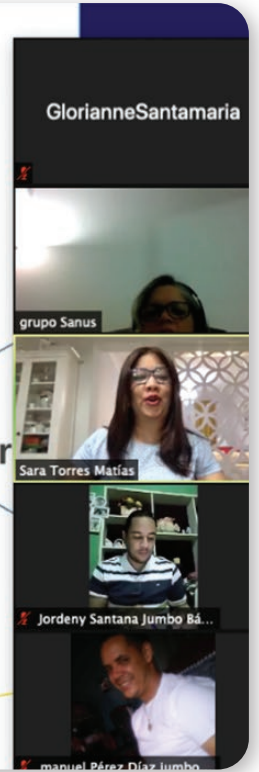 GlorianneSantamaria
grupo Sanus
Sara Torres Matías
r
Jordeny Santana Jumbo Bá...
manuel Pérez Díaz jumbo